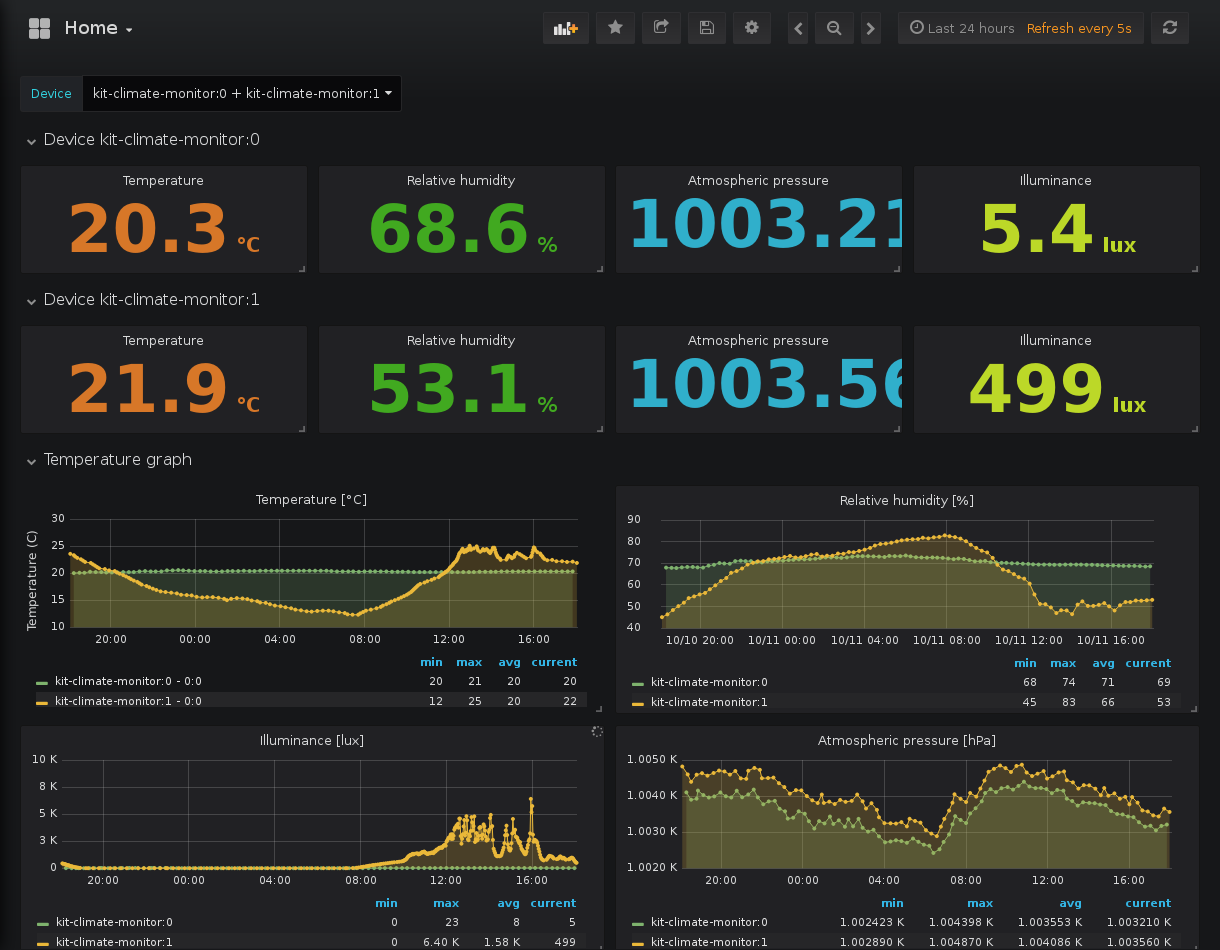 Home
Last 24 hours Refresh every 5s
Device kit-climate-monitor:0 + kit-climate-monitor:1
Device kit-climate-monitor:0
Temperature Relative humidity Atmospheric pressure Illuminance
20.3 °C 68.6 % 1003.21 5.4 lux
Device kit-climate-monitor:1
Temperature Relative humidity Atmospheric pressure Illuminance
21.9 °C 53.1 % 1003.56 499 lux
Temperature graph
Temperature [°C]
Temperature (C)
30
25
20
15
10
20:00 00:00 04:00 08:00 12:00 16:00
min max avg current
kit-climate-monitor:0 - 0:0 20 21 20 20
kit-climate-monitor:1 - 0:0 12 25 20 22
Relative humidity [%]
90
80
70
60
50
40
10/10 20:00 10/11 00:00 10/11 04:00 10/11 08:00 10/11 12:00 10/11 16:00
min max avg current
kit-climate-monitor:0 68 74 71 69
kit-climate-monitor:1 45 83 66 53
Illuminance [lux]
10 K
8 K
5 K
3 K
0
20:00 00:00 04:00 08:00 12:00 16:00
min max avg current
kit-climate-monitor:0 0 23 8 5
kit-climate-monitor:1 0 6.40 K 1.58 K 499
Atmospheric pressure [hPa]
1.0050 K
1.0040 K
1.0030 K
1.0020 K
20:00 00:00 04:00 08:00 12:00 16:00
min max avg current
kit-climate-monitor:0 1.002423 K 1.004398 K 1.003553 K 1.003210 K
kit-climate-monitor:1 1.002890 K 1.004870 K 1.004086 K 1.003560 K